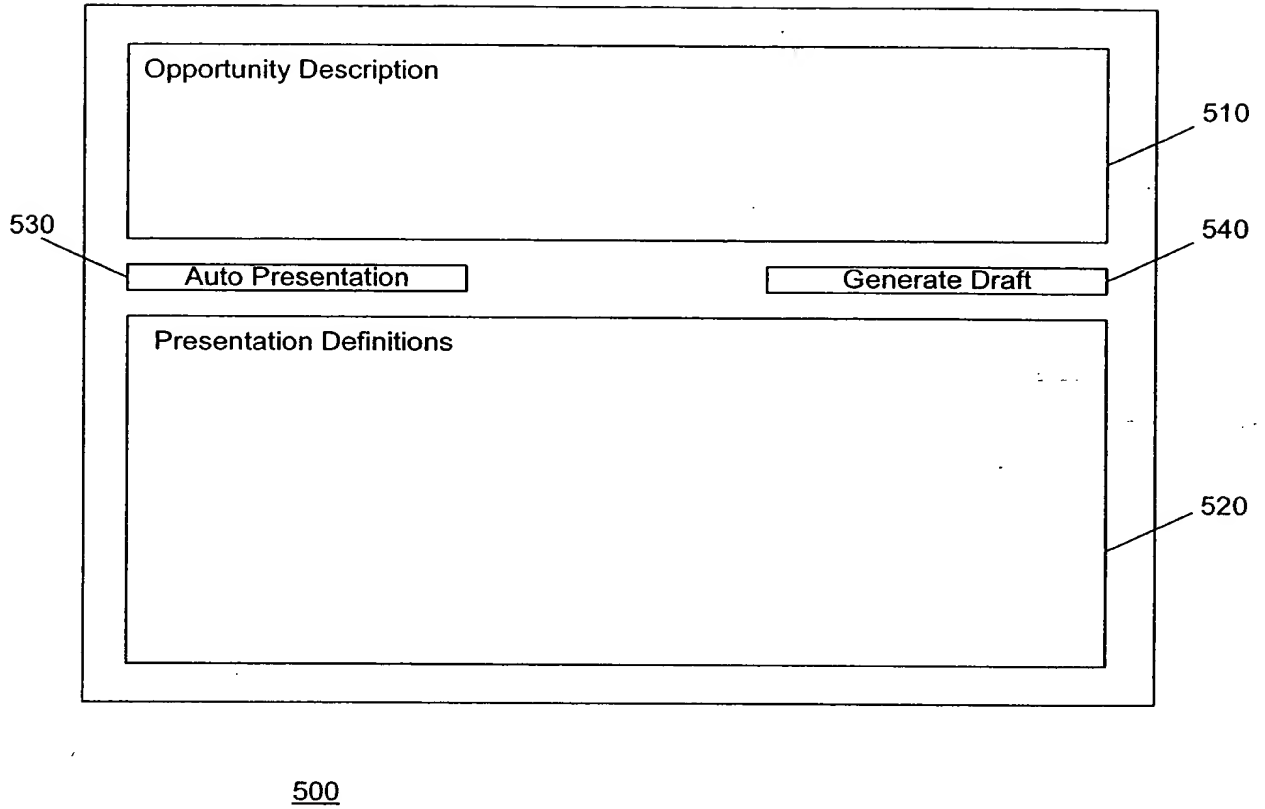 Opportunity Description
510
530
540
Auto Presentation
Generate Draft
Presentation Definitions
520
500